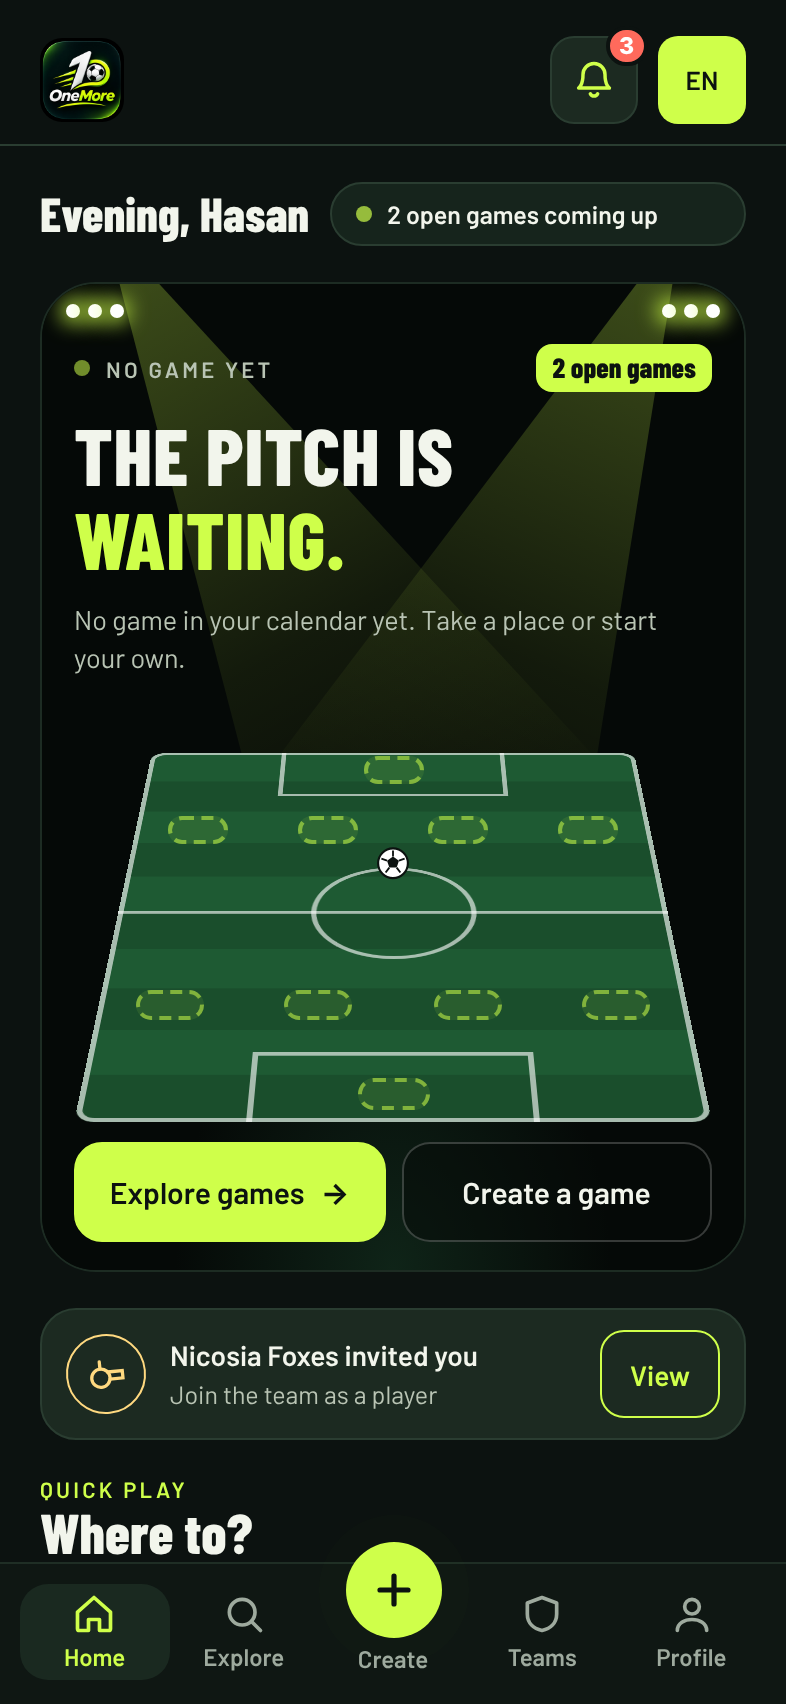 10
OneMore
3
EN
Evening, Hasan
2 open games coming up
NO GAME YET
2 open games
THE PITCH IS
WAITING.
No game in your calendar yet. Take a place or start
your own.
Explore games →
Create a game
Nicosia Foxes invited you
Join the team as a player
View
QUICK PLAY
Where to?
Home
Explore
Create
Teams
Profile